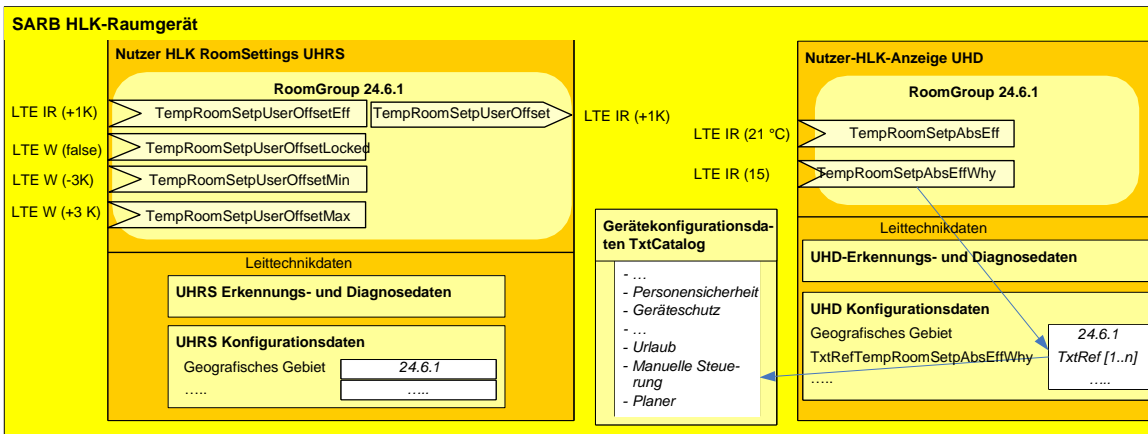 SARB HLK-Raumgerät
Nutzer HLK RoomSettings UHRS
RoomGroup 24.6.1
LTE IR (+1K)
TempRoomSetpUserOffsetEff
TempRoomSetpUserOffset
LTE IR (+1K)
LTE W (false)
TempRoomSetpUserOffsetLocked
LTE W (-3K)
TempRoomSetpUserOffsetMin
LTE W (+3 K)
TempRoomSetpUserOffsetMax
Leittechnikdaten
UHRS Erkennungs- und Diagnosedaten
UHRS Konfigurationsdaten
Geografisches Gebiet
24.6.1
.....
.....
Gerätekonfigurationsda-
ten TxtCatalog
- ...
- Personensicherheit
- Geräteschutz
- ...
- Urlaub
- Manuelle Steue-
rung
- Planer
Nutzer-HLK-Anzeige UHD
RoomGroup 24.6.1
LTE IR (21 °C)
TempRoomSetpAbsEff
LTE IR (15)
TempRoomSetpAbsEffWhy
Leittechnikdaten
UHD-Erkennungs- und Diagnosedaten
UHD Konfigurationsdaten
Geografisches Gebiet
24.6.1
TxtRefTempRoomSetpAbsEffWhy
TxtRef [1..n]
.....
.....